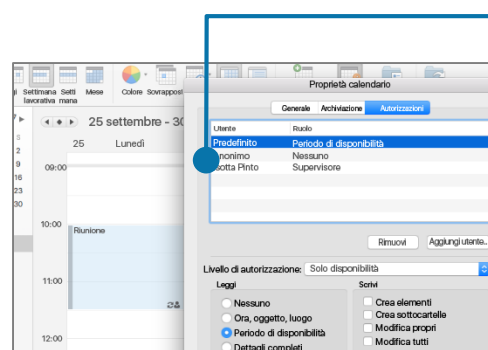 Proprietà calendario
Settimana lavorativa
Setti mana
Mese
Colore
Sovrappost
Generale Archiviazione Autorizzazioni
25 settembre - 30
25 Lunedì
Utente Ruolo
Predefinito Periodo di disponibilità
nonimo Nessuno
sotta Pinto Supervisore
S
2
9
16
23
30
09:00
10:00
Riunione
11:00
12:00
Rimuovi Aggiungi utente..
Livello di autorizzazione: Solo disponibilità
Leggi Scrivi
Nessuno Crea elementi
Ora, oggetto, luogo Crea sottocartelle
Periodo di disponibilità Modifica propri
Dettagli completi Modifica tutti